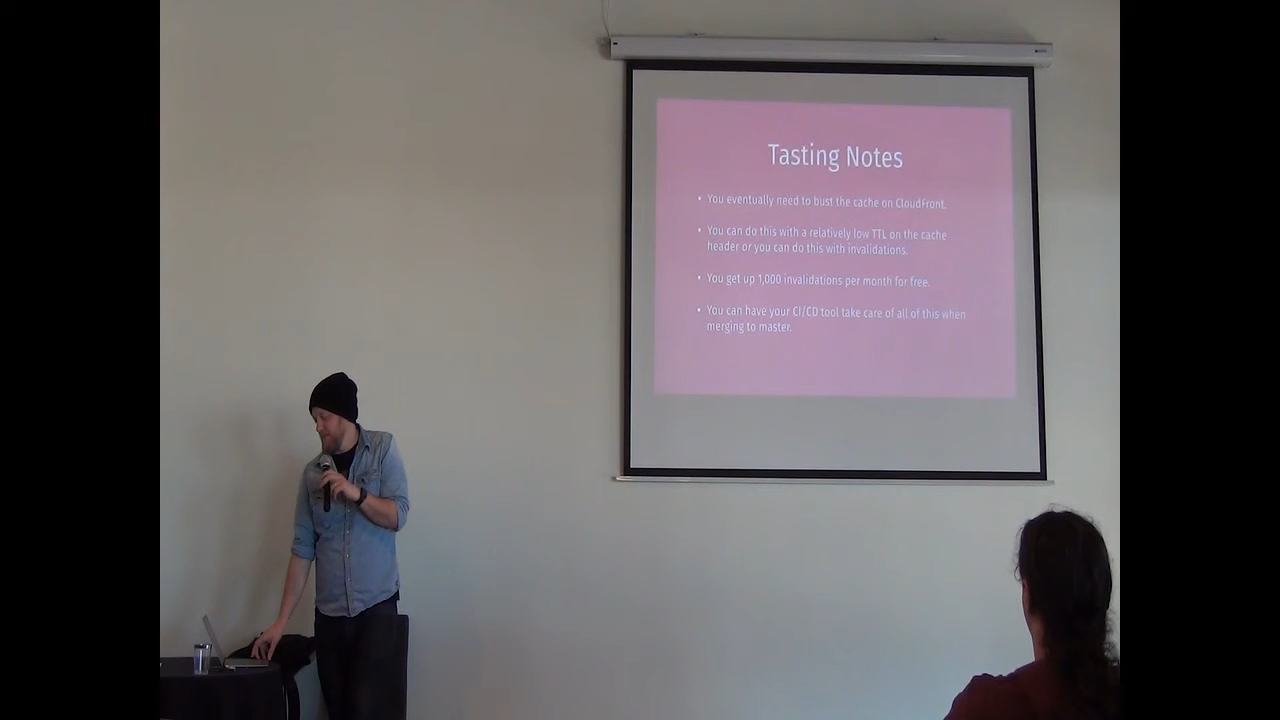 Tasting Notes
• You eventually need to bust the cache on CloudFront.
• You can do this with a relatively low TTL on the cache
header or you can do this with invalidations.
• You get up 1,000 invalidations per month for free.
• You can have your CI/CD tool take care of all of this when
merging to master.